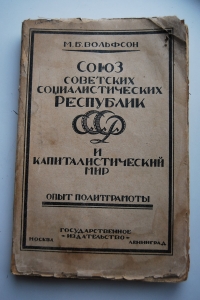 М.Б. ВОЛЬФСОН
СОЮЗ
СОВЕТСКИХ
СОЦИАЛИСТИЧЕСКИХ
РЕСПУБЛИК
СССР
И
КАПИТАЛИСТИЧЕСКИЙ
МИР
ОПЫТ ПОЛИТГРАМОТЫ
ГОСУДАРСТВЕННОЕ
ИЗДАТЕЛЬСТВО
МОСКВА ЛЕНИНГРАД